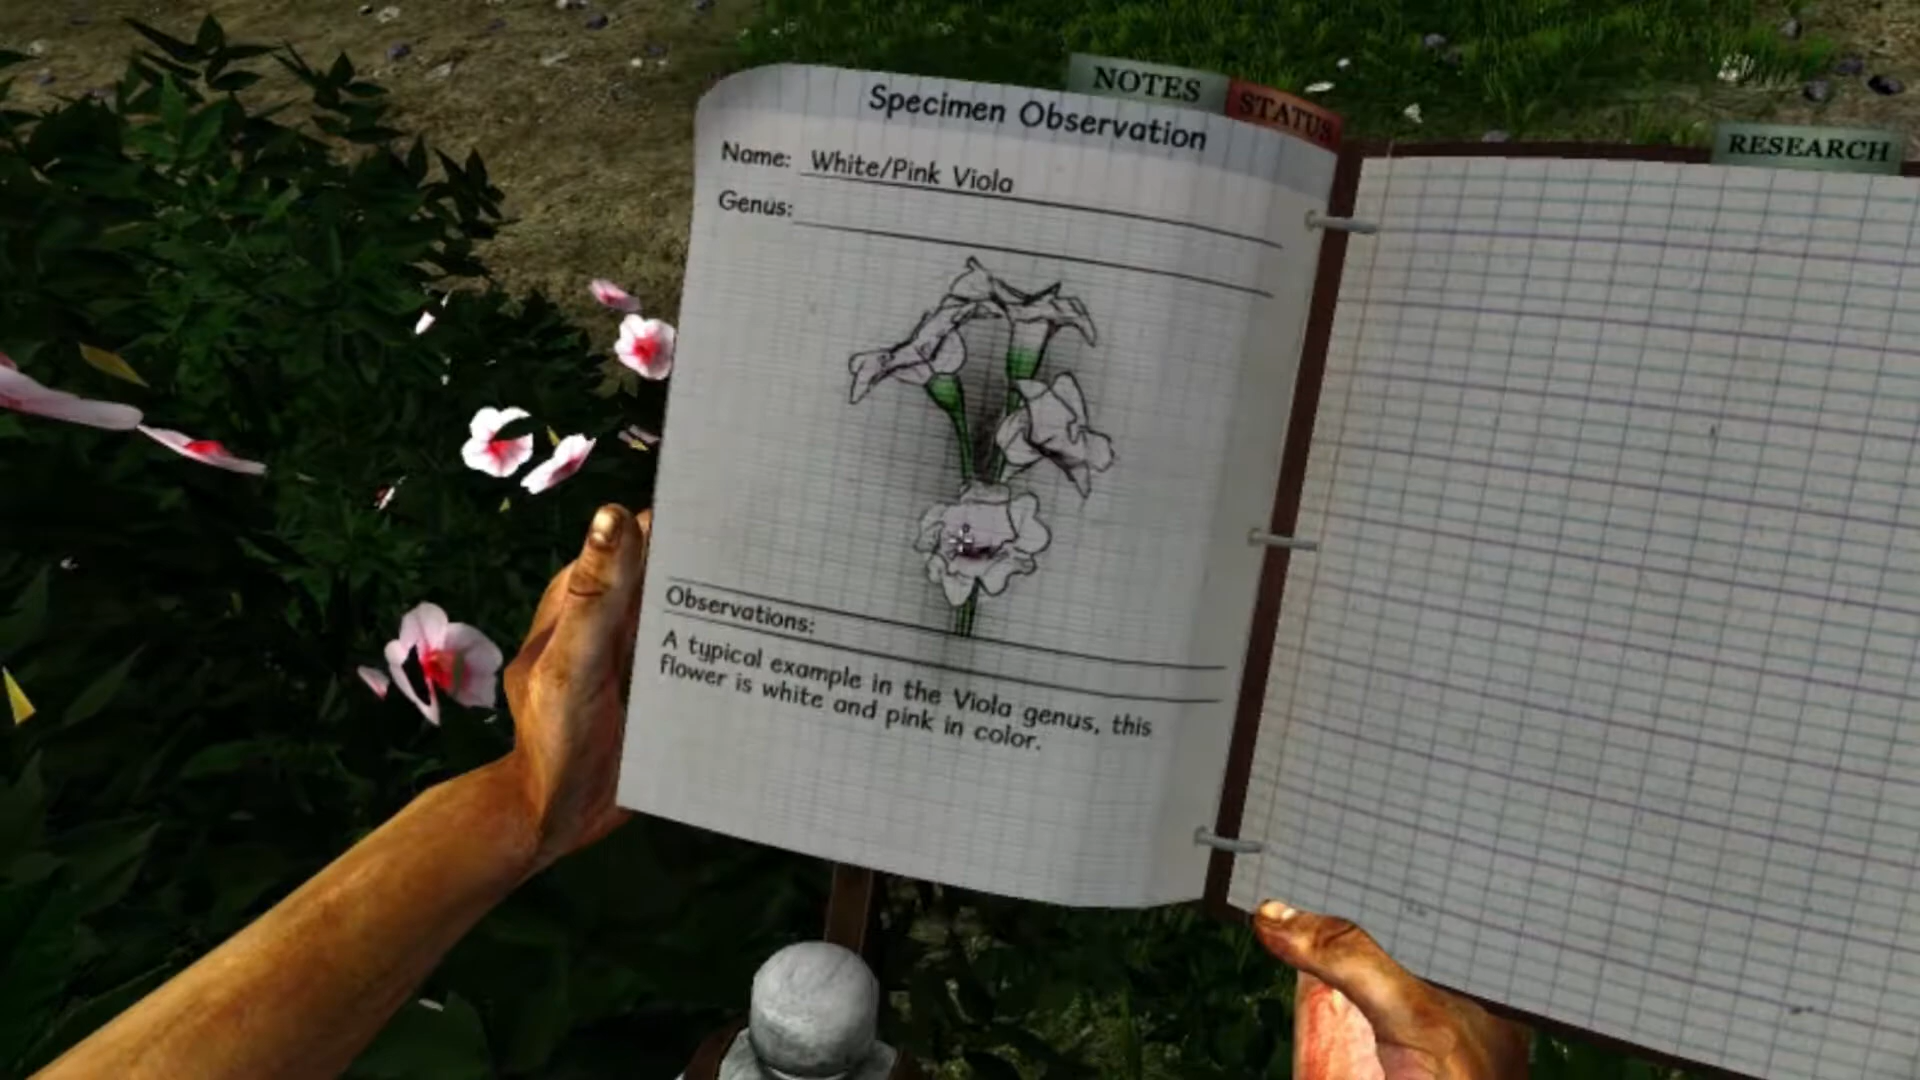 NOTES
STATUS
RESEARCH
Specimen Observation
Name: White/Pink Viola
Genus:
Observations:
A typical example in the Viola genus, this
flower is white and pink in color.